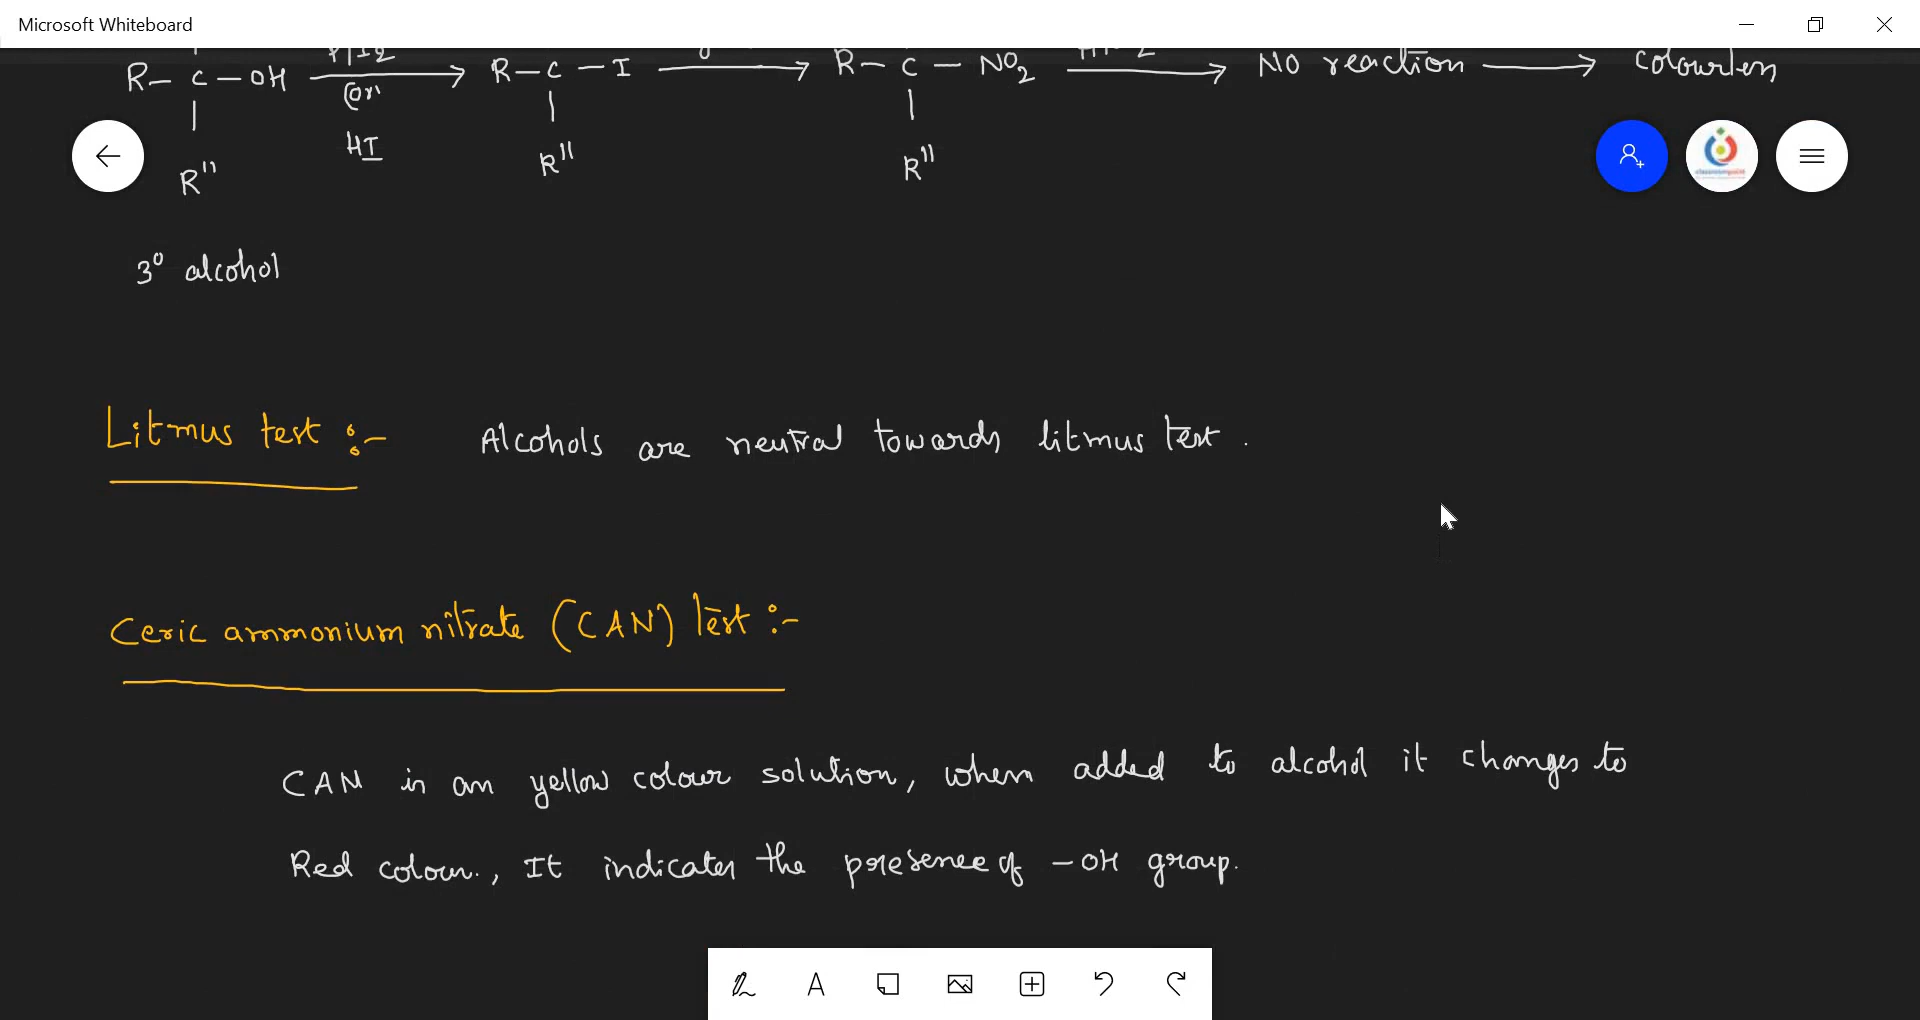 Microsoft Whiteboard
R – C – OH → R – C – I → R – C – NO2 → NO reaction → Colourless
(or)
HI
R" R" R"
3° alcohol
Litmus test :- Alcohols are neutral towards litmus test .
Ceric ammonium nitrate (CAN) test :-
CAN is an yellow colour solution, when added to alcohol it changes to
Red colour., It indicates the presence of – OH group.